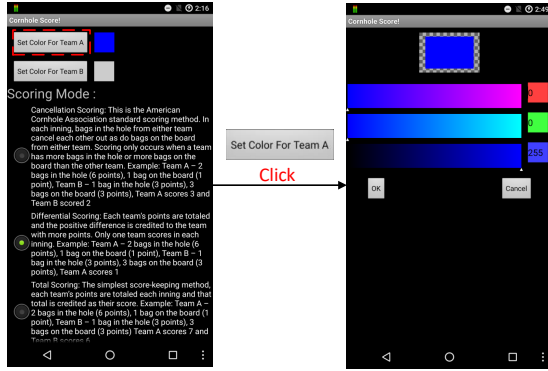 2:16
Cornhole Score!
Set Color For Team A
Set Color For Team B
Scoring Mode :
Cancellation Scoring: This is the American
Cornhole Association standard scoring method. In
each inning, bags in the hole from either team
cancel each other out as do bags on the board
from either team. Scoring only occurs when a team
has more bags in the hole or more bags on the
board than the other team. Example: Team A – 2
bags in the hole (6 points), 1 bag on the board (1
point), Team B – 1 bag in the hole (3 points), 3
bags on the board (3 points), Team A scores 3 and
Team B scored 2
Differential Scoring: Each team's points are totaled
and the positive difference is credited to the team
with more points. Only one team scores in each
inning. Example: Team A – 2 bags in the hole (6
points), 1 bag on the board (1 point), Team B – 1
bag in the hole (3 points), 3 bags on the board (3
points), Team A scores 1
Total Scoring: The simplest score-keeping method,
each team's points are totaled each inning and that
total is credited as their score. Example: Team A –
2 bags in the hole (6 points), 1 bag on the board (1
point), Team B – 1 bag in the hole (3 points), 3
bags on the board (3 points) Team A scores 7 and
Team B scores 6
Set Color For Team A
Click
2:49
Cornhole Score!
0
0
255
OK
Cancel